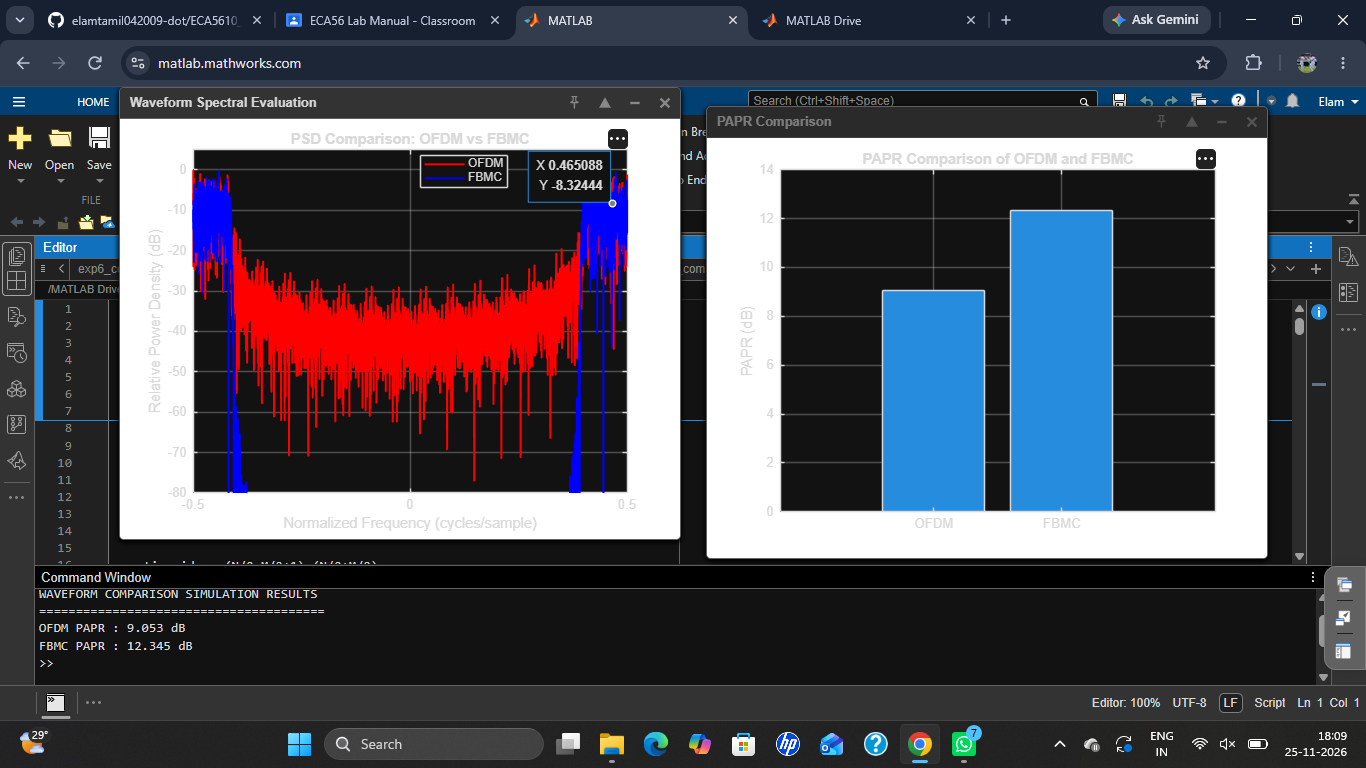 elamtamil042009-dot/ECA5610_
ECA56 Lab Manual - Classroom
MATLAB
MATLAB Drive
Ask Gemini
matlab.mathworks.com
HOME
Search (Ctrl+Shift+Space)
Elam
New
Open
Save
FILE
Waveform Spectral Evaluation
PSD Comparison: OFDM vs FBMC
OFDM
FBMC
X 0.465088
Y -8.32444
Relative Power Density (dB)
0
-10
-20
-30
-40
-50
-60
-70
-80
-0.5
0
0.5
Normalized Frequency (cycles/sample)
PAPR Comparison
PAPR Comparison of OFDM and FBMC
PAPR (dB)
14
12
10
8
6
4
2
0
OFDM
FBMC
Editor
/MATLAB Driv
1
2
3
4
5
6
7
8
9
10
11
12
13
14
15
Command Window
WAVEFORM COMPARISON SIMULATION RESULTS
======================================
OFDM PAPR : 9.053 dB
FBMC PAPR : 12.345 dB
>>
Editor: 100%
UTF-8
LF
Script
Ln 1 Col 1
29°
Search
7
ENG
IN
18:09
25-11-2026